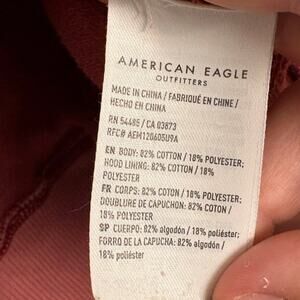 AMERICAN EAGLE
OUTFITTERS
MADE IN CHINA / FABRIQUÉ EN CHINE /
HECHO EN CHINA
RN 54485 / CA 03873
RFC# AEM120605U9A
EN BODY: 82% COTTON / 18% POLYESTER;
HOOD LINING: 82% COTTON / 18%
POLYESTER
FR CORPS: 82% COTON / 18% POLYESTER;
DOUBLURE DE CAPUCHON: 82% COTON /
18% POLYESTER
SP CUERPO: 82% algodón / 18% poliéster;
FORRO DE LA CAPUCHA: 82% algodón /
18% poliéster